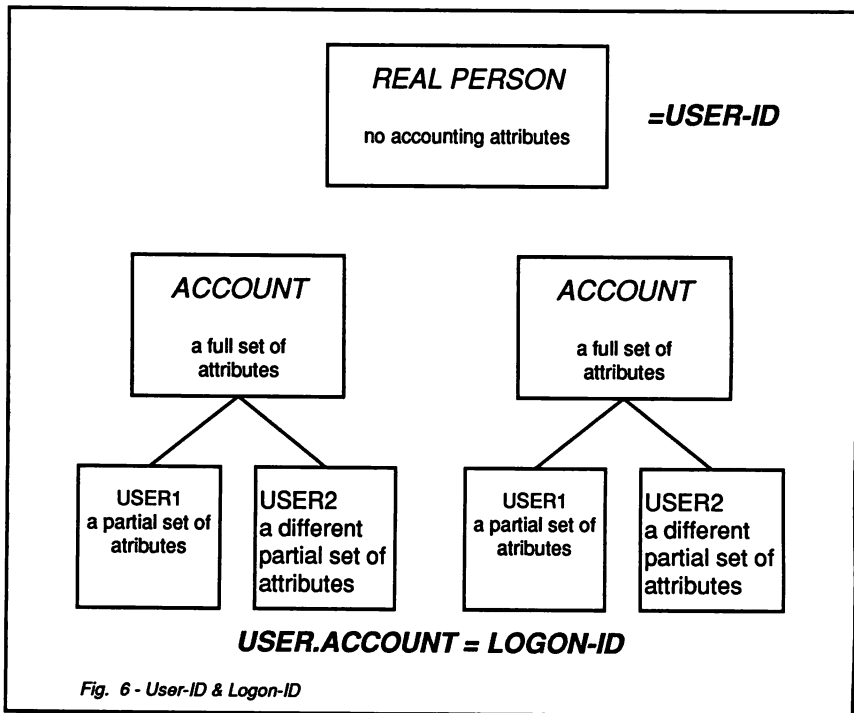 REAL PERSON
no accounting attributes
=USER-ID
ACCOUNT
a full set of
attributes
ACCOUNT
a full set of
attributes
USER1
a partial set of
atributes
USER2
a different
partial set of
attributes
USER1
a partial set of
atributes
USER2
a different
partial set of
attributes
USER.ACCOUNT = LOGON-ID
Fig. 6 - User-ID & Logon-ID